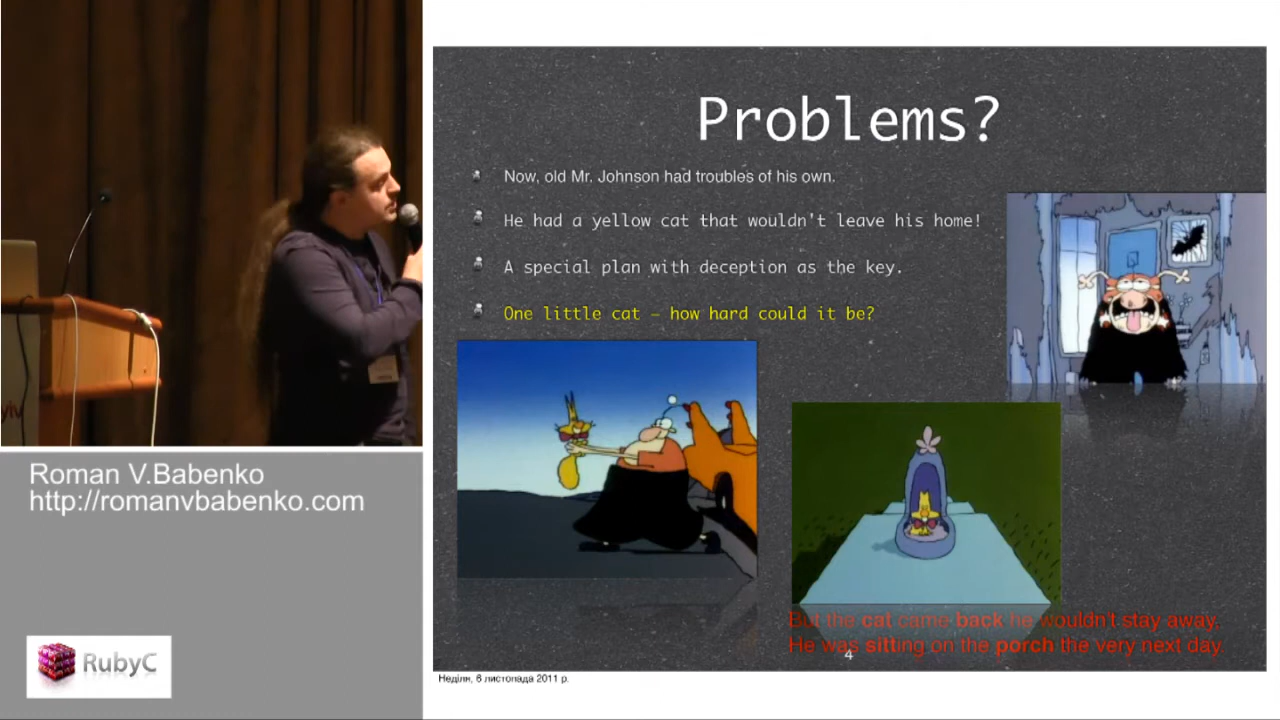 Problems?
Now, old Mr. Johnson had troubles of his own.
He had a yellow cat that wouldn't leave his home!
A special plan with deception as the key.
One little cat – how hard could it be?
But the cat came back he wouldn't stay away.
He was sitting on the porch the very next day.
4
Неділя, 6 листопада 2011 р.
Roman V.Babenko
http://romanvbabenko.com
RubyC